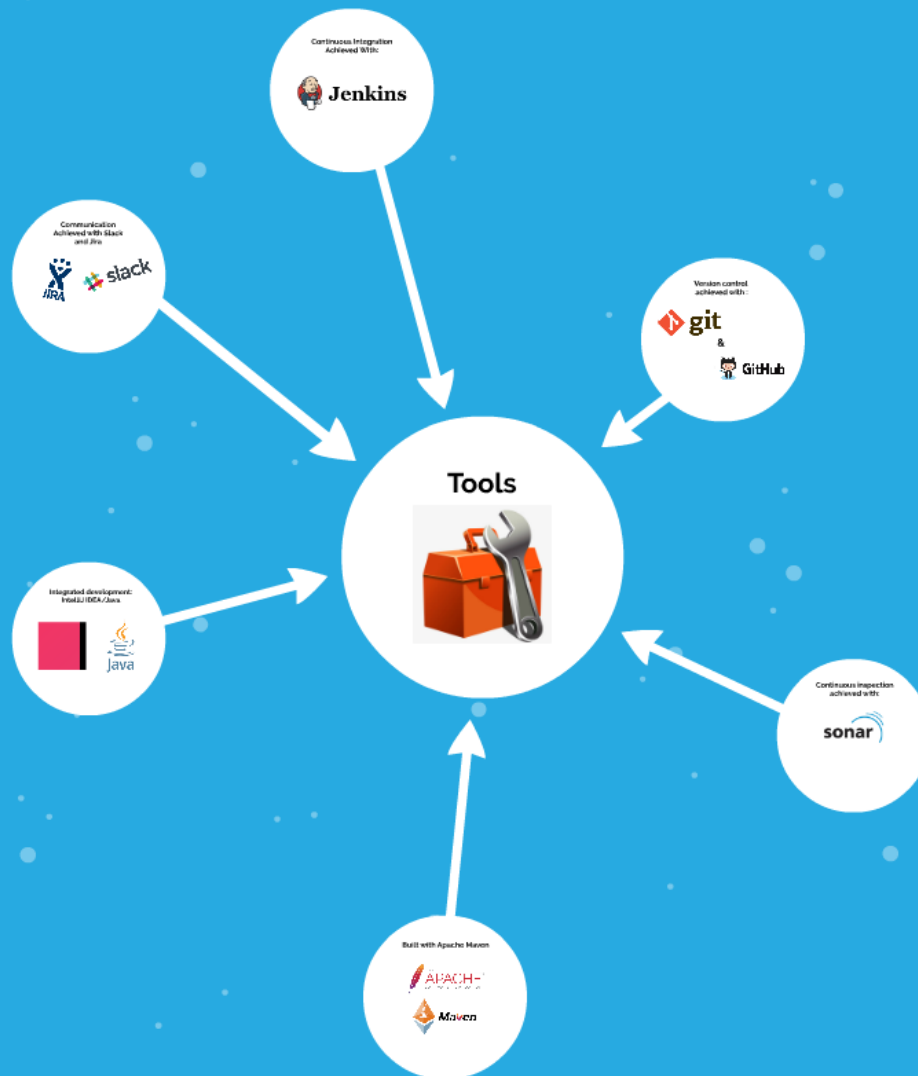 Continuous Integration
Achieved With:
Jenkins
Communication
Achieved with Slack
and Jira
JIRA
slack
Version control
achieved with :
git
&
GitHub
Tools
Integrated development:
IntelliJ IDEA/Java
Java
Continuous inspection
achieved with:
sonar
Built with Apache Maven
APACHE
Maven